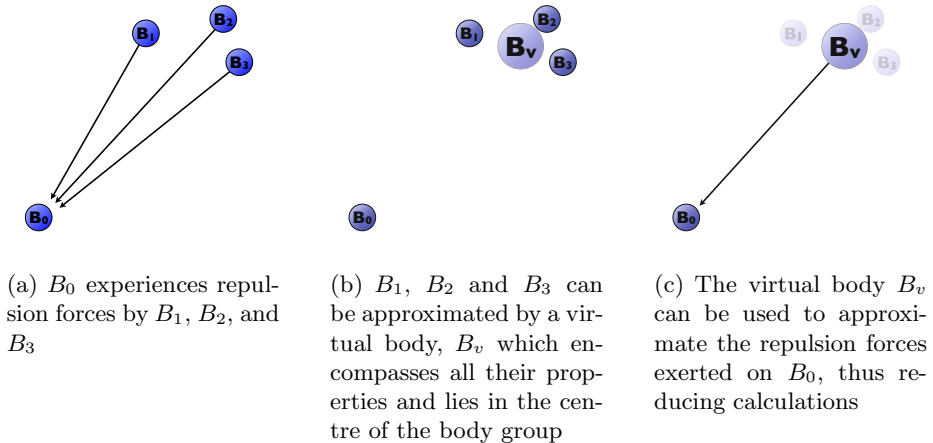 B₁
B₂
B₃
B₀
B₁
B₂
Bᵥ
B₃
B₀
B₁
B₂
Bᵥ
B₃
B₀
(a) B₀ experiences repul-
sion forces by B₁, B₂, and
B₃
(b) B₁, B₂ and B₃ can
be approximated by a vir-
tual body, Bᵥ which en-
compasses all their prop-
erties and lies in the cen-
tre of the body group
(c) The virtual body Bᵥ
can be used to approxi-
mate the repulsion forces
exerted on B₀, thus re-
ducing calculations